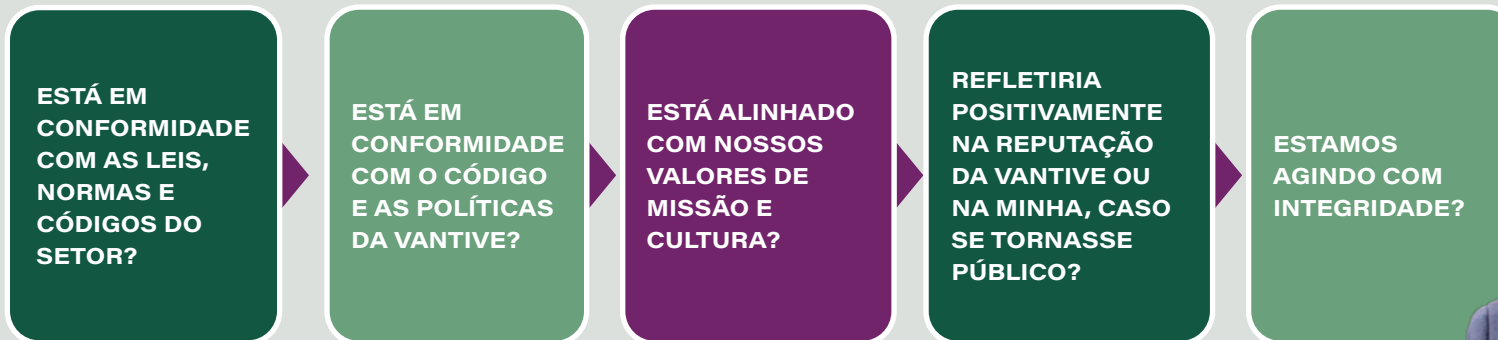 ESTÁ EM
CONFORMIDADE
COM AS LEIS,
NORMAS E
CÓDIGOS DO
SETOR?
ESTÁ EM
CONFORMIDADE
COM O CÓDIGO
E AS POLÍTICAS
DA VANTIVE?
ESTÁ ALINHADO
COM NOSSOS
VALORES DE
MISSÃO E
CULTURA?
REFLETIRIA
POSITIVAMENTE
NA REPUTAÇÃO
DA VANTIVE OU
NA MINHA, CASO
SE TORNASSE
PÚBLICO?
ESTAMOS
AGINDO COM
INTEGRIDADE?